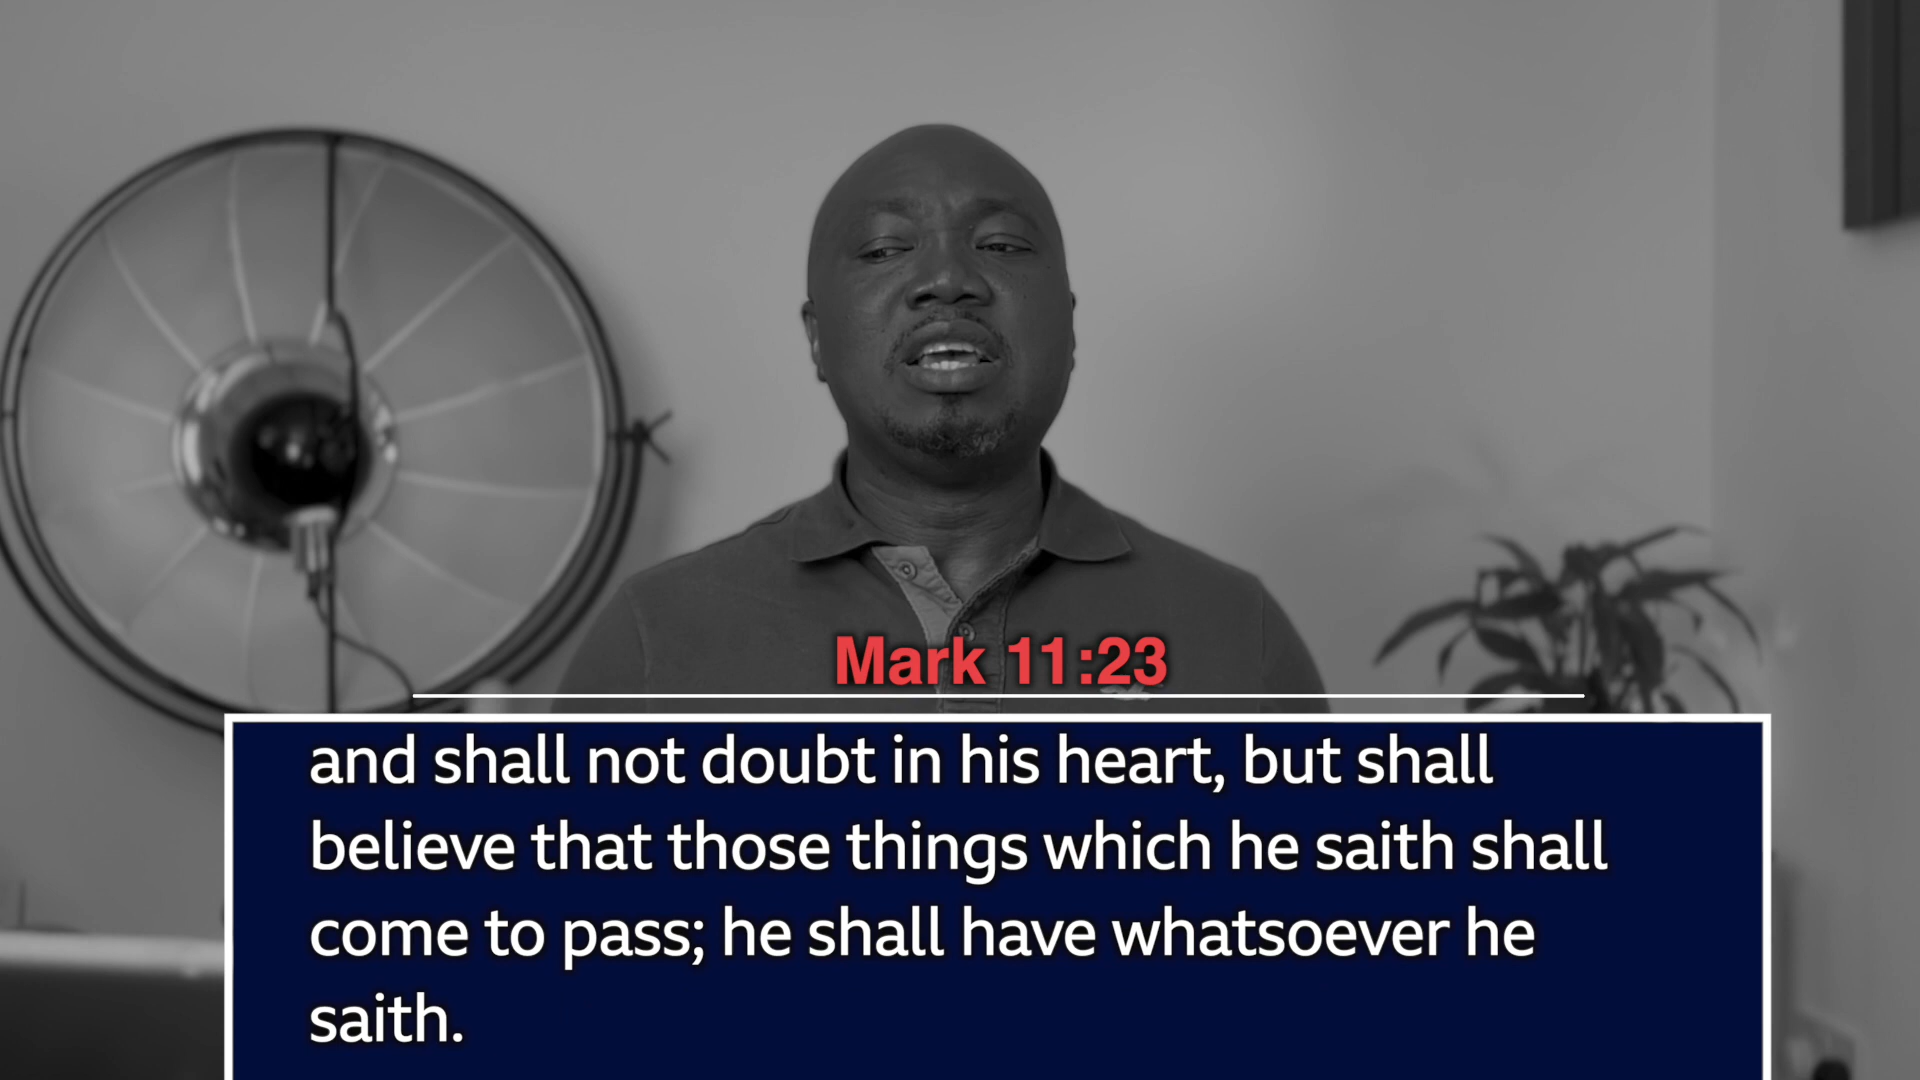 Mark 11:23
and shall not doubt in his heart, but shall
believe that those things which he saith shall
come to pass; he shall have whatsoever he
saith.